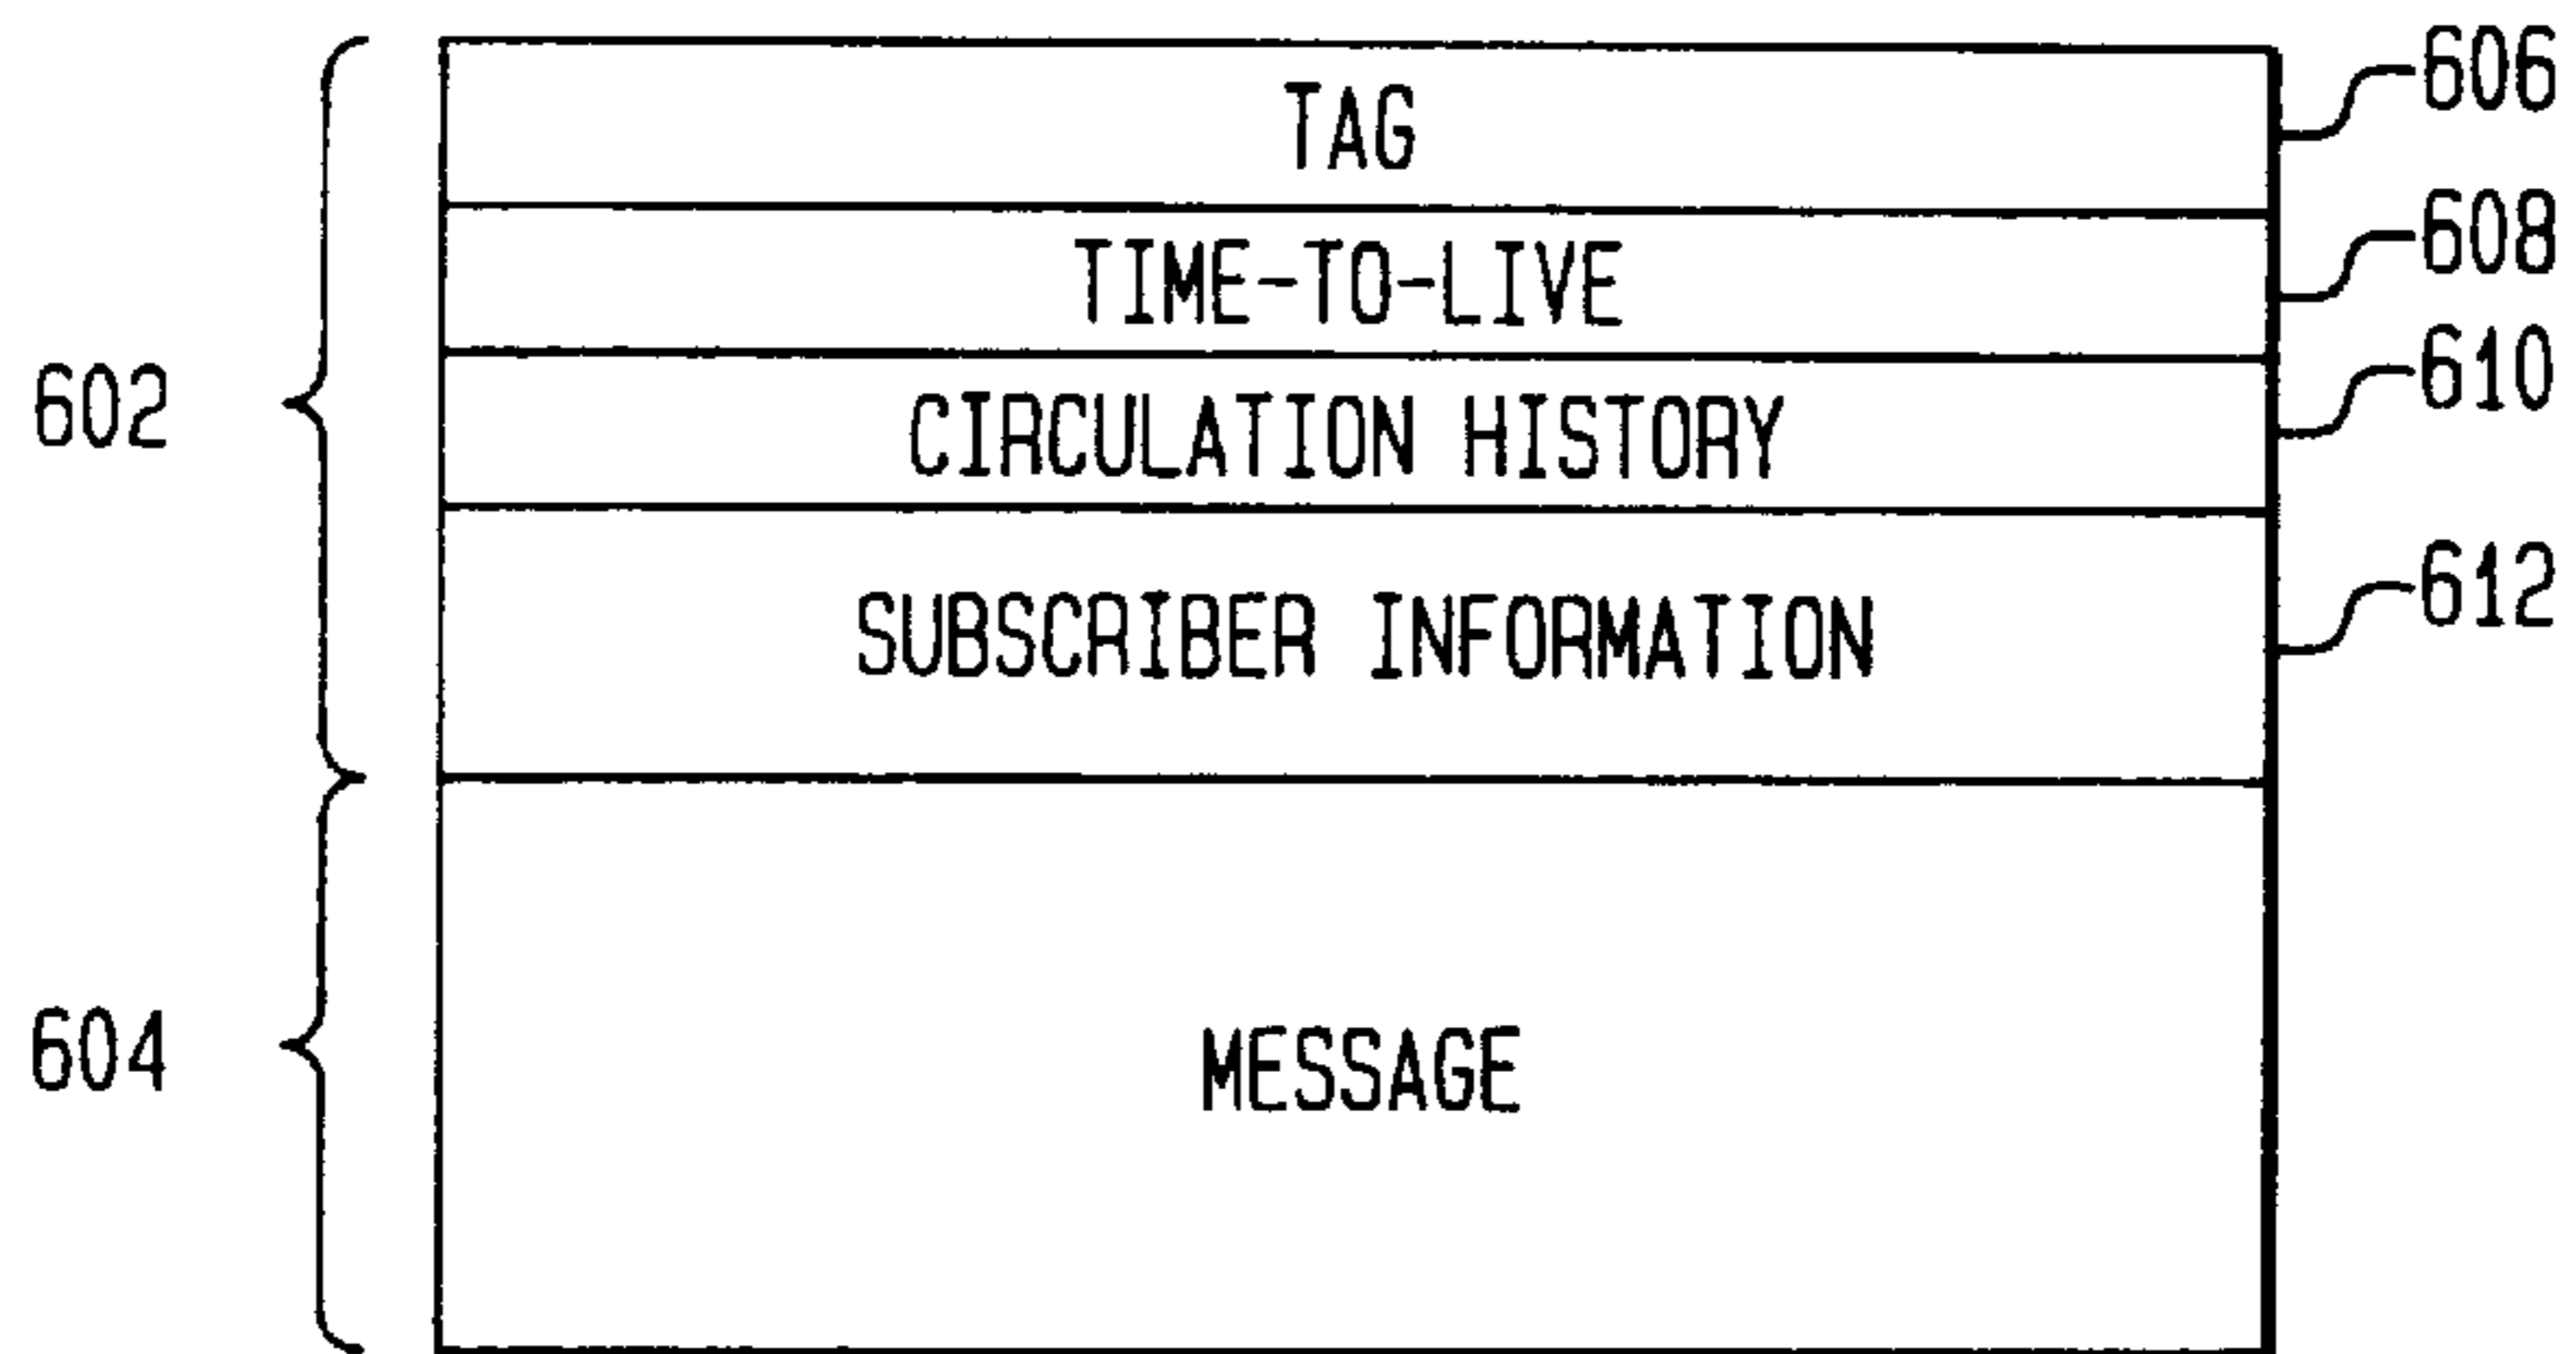 TAG
606
TIME-TO-LIVE
608
602
CIRCULATION HISTORY
610
SUBSCRIBER INFORMATION
612
604
MESSAGE